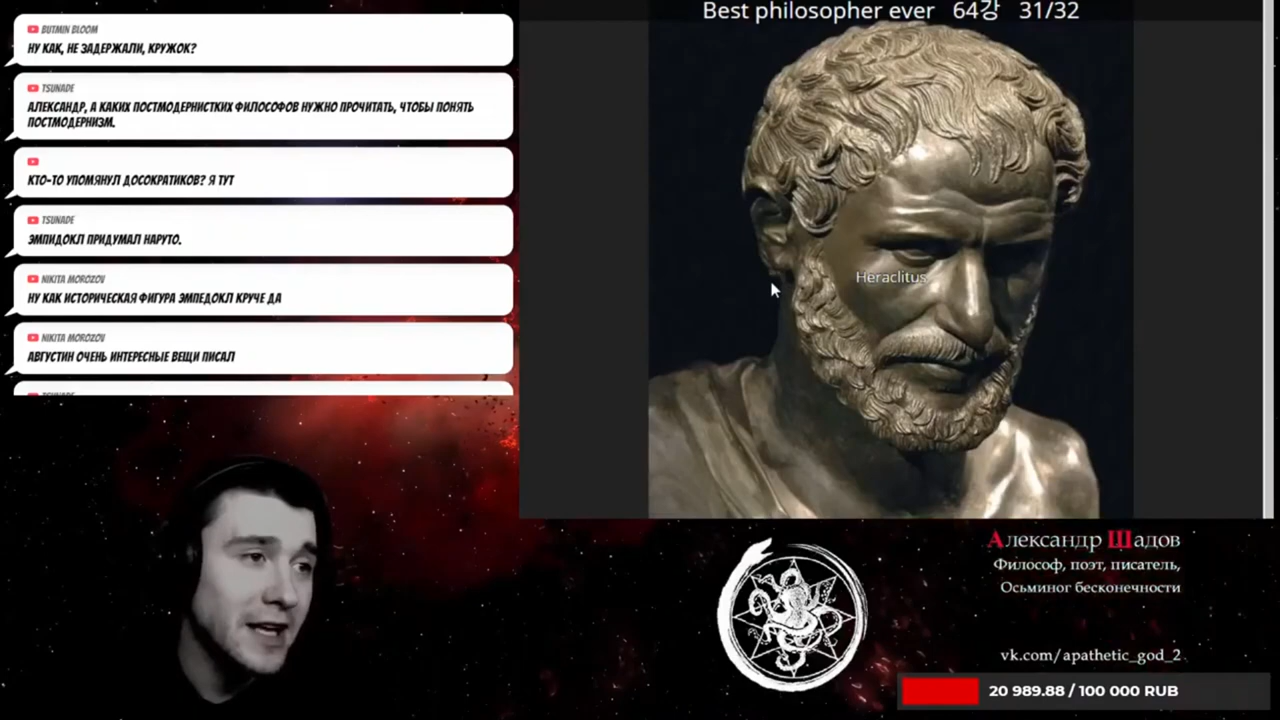 BUTMIN BLOOM
НУ КАК, НЕ ЗАДЕРЖАЛИ, КРУЖОК?
TSUNADE
АЛЕКСАНДР, А КАКИХ ПОСТМОДЕРНИСТКИХ ФИЛОСОФОВ НУЖНО ПРОЧИТАТЬ, ЧТОБЫ ПОНЯТЬ
ПОСТМОДЕРНИЗМ.
КТО-ТО УПОМЯНУЛ ДОСОКРАТИКОВ? Я ТУТ
TSUNADE
ЭМПИДОКЛ ПРИДУМАЛ НАРУТО.
NIKITA MOROZOV
НУ КАК ИСТОРИЧЕСКАЯ ФИГУРА ЭМПЕДОКЛ КРУЧЕ ДА
NIKITA MOROZOV
АВГУСТИН ОЧЕНЬ ИНТЕРЕСНЫЕ ВЕЩИ ПИСАЛ
Best philosopher ever 64강 31/32
Heraclitus
Александр Шадов
Философ, поэт, писатель,
Осьминог бесконечности
vk.com/apathetic_god_2
20 989.88 / 100 000 RUB